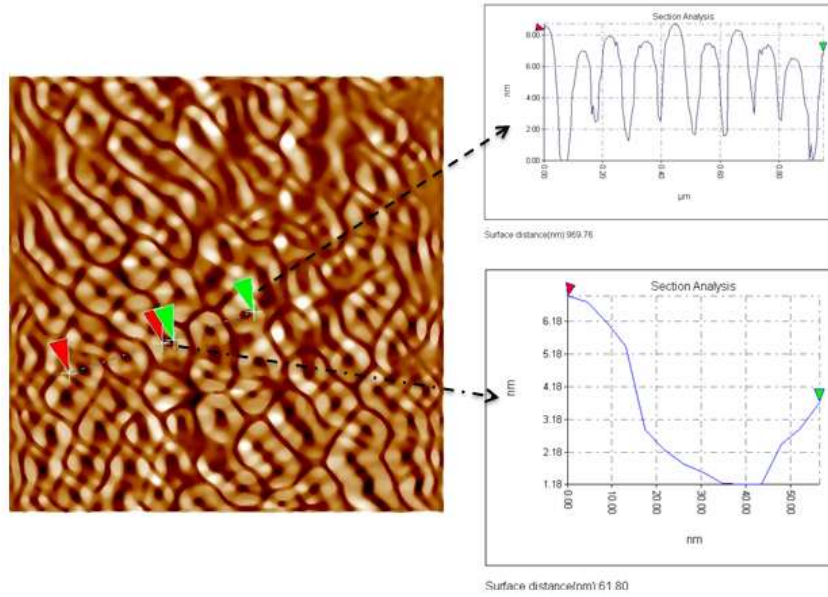 Section Analysis
8.00
6.00
4.00
2.00
0.00
nm
0.00
0.20
0.40
0.60
0.80
µm
Surface distance(nm) 969.76
Section Analysis
6.18
5.18
4.18
3.18
2.18
1.18
nm
0.00
10.00
20.00
30.00
40.00
50.00
nm
Surface distance(nm) 61.80